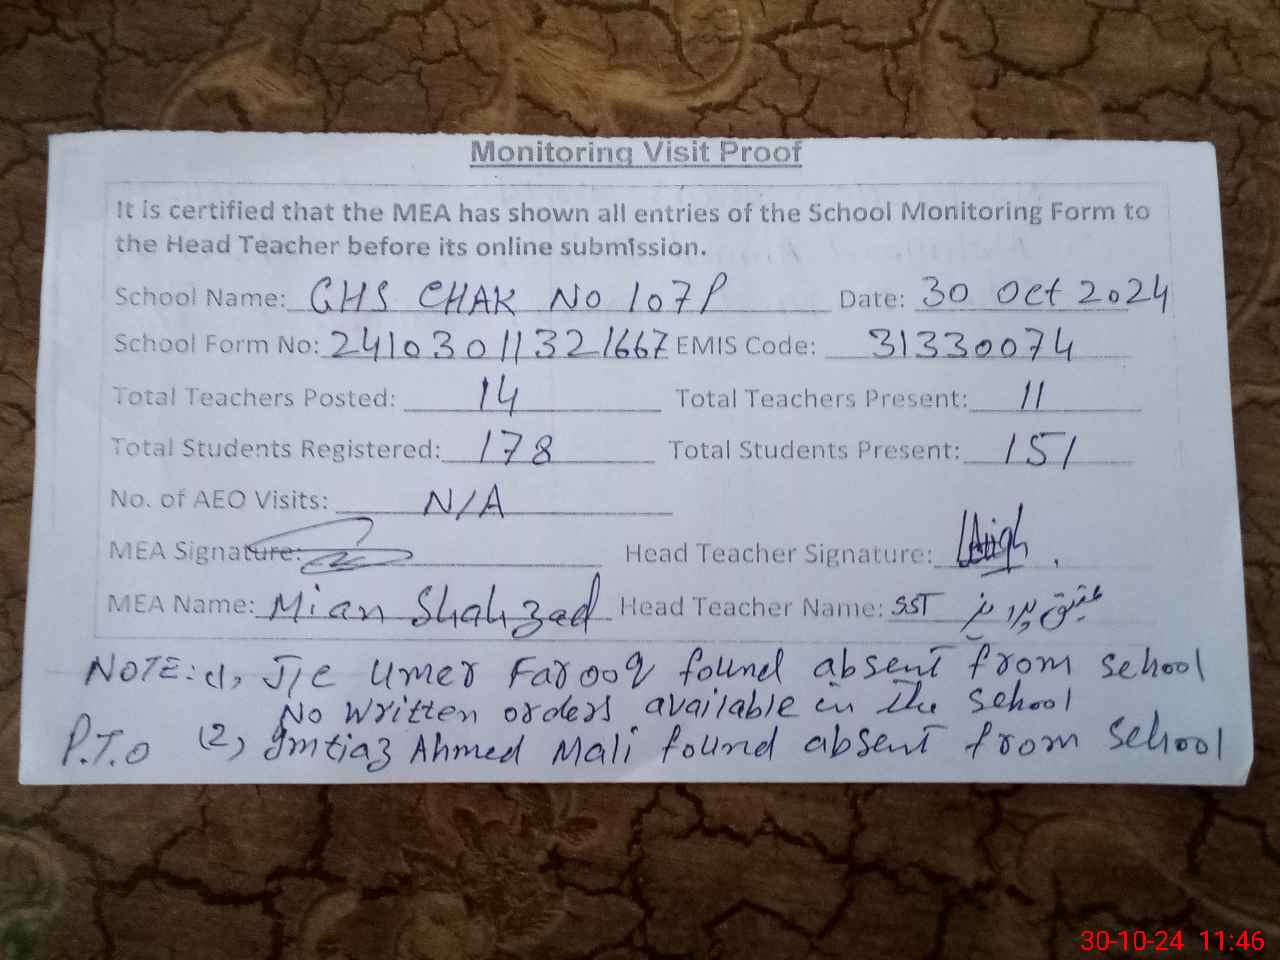 Monitoring Visit Proof
It is certified that the MEA has shown all entries of the School Monitoring Form to
the Head Teacher before its online submission.
School Name: GHS CHAK NO 107P Date: 30 Oct 2024
School Form No: 2410301132 1667 EMIS Code: 31330074
Total Teachers Posted: 14 Total Teachers Present: 11
Total Students Registered: 178 Total Students Present: 151
No. of AEO Visits: N/A
MEA Signature: Head Teacher Signature:
MEA Name: Mian Shahzad Head Teacher Name: SST عتیق پرویز
NOTE: (1) J/C Umer Farooq found absent from school
No written orders available in the school
P.T.O (2) Imtiaz Ahmed Mali found absent from school
30-10-24 11:46